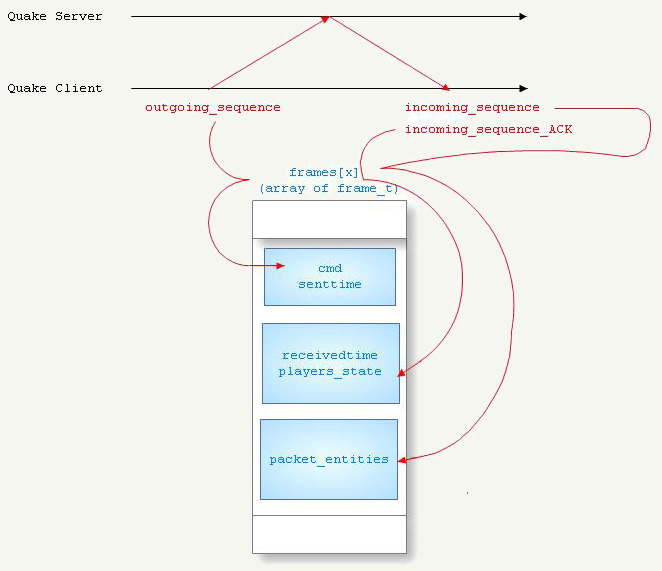 Quake Server
Quake Client
outgoing_sequence
incoming_sequence
incoming_sequence_ACK
frames[x]
(array of frame_t)
cmd
senttime
receivedtime
players_state
packet_entities